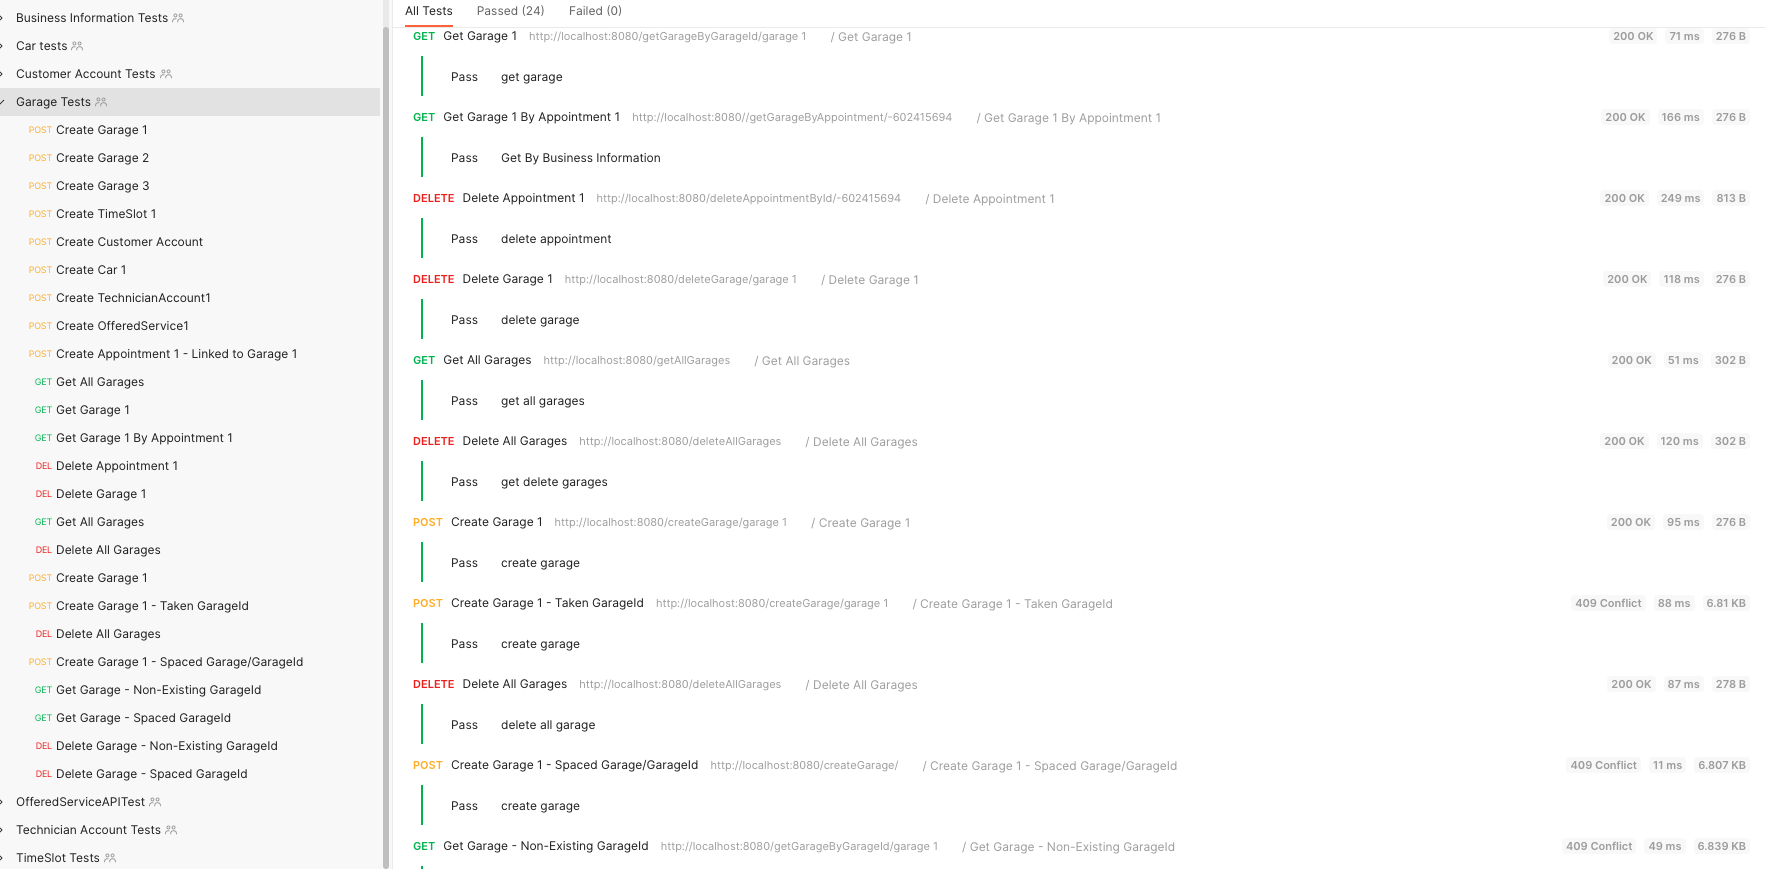 Business Information Tests
Car tests
Customer Account Tests
Garage Tests
POST Create Garage 1
POST Create Garage 2
POST Create Garage 3
POST Create TimeSlot 1
POST Create Customer Account
POST Create Car 1
POST Create TechnicianAccount1
POST Create OfferedService1
POST Create Appointment 1 - Linked to Garage 1
GET Get All Garages
GET Get Garage 1
GET Get Garage 1 By Appointment 1
DEL Delete Appointment 1
DEL Delete Garage 1
GET Get All Garages
DEL Delete All Garages
POST Create Garage 1
POST Create Garage 1 - Taken GarageId
DEL Delete All Garages
POST Create Garage 1 - Spaced Garage/GarageId
GET Get Garage - Non-Existing GarageId
GET Get Garage - Spaced GarageId
DEL Delete Garage - Non-Existing GarageId
DEL Delete Garage - Spaced GarageId
OfferedServiceAPITest
Technician Account Tests
TimeSlot Tests
All Tests Passed (24) Failed (0)
GET Get Garage 1 http://localhost:8080/getGarageByGarageId/garage 1 / Get Garage 1 200 OK 71 ms 276 B
Pass get garage
GET Get Garage 1 By Appointment 1 http://localhost:8080//getGarageByAppointment/-602415694 / Get Garage 1 By Appointment 1 200 OK 166 ms 276 B
Pass Get By Business Information
DELETE Delete Appointment 1 http://localhost:8080/deleteAppointmentById/-602415694 / Delete Appointment 1 200 OK 249 ms 813 B
Pass delete appointment
DELETE Delete Garage 1 http://localhost:8080/deleteGarage/garage 1 / Delete Garage 1 200 OK 118 ms 276 B
Pass delete garage
GET Get All Garages http://localhost:8080/getAllGarages / Get All Garages 200 OK 51 ms 302 B
Pass get all garages
DELETE Delete All Garages http://localhost:8080/deleteAllGarages / Delete All Garages 200 OK 120 ms 302 B
Pass get delete garages
POST Create Garage 1 http://localhost:8080/createGarage/garage 1 / Create Garage 1 200 OK 95 ms 276 B
Pass create garage
POST Create Garage 1 - Taken GarageId http://localhost:8080/createGarage/garage 1 / Create Garage 1 - Taken GarageId 409 Conflict 88 ms 6.81 KB
Pass create garage
DELETE Delete All Garages http://localhost:8080/deleteAllGarages / Delete All Garages 200 OK 87 ms 278 B
Pass delete all garage
POST Create Garage 1 - Spaced Garage/GarageId http://localhost:8080/createGarage/ / Create Garage 1 - Spaced Garage/GarageId 409 Conflict 11 ms 6.807 KB
Pass create garage
GET Get Garage - Non-Existing GarageId http://localhost:8080/getGarageByGarageId/garage 1 / Get Garage - Non-Existing GarageId 409 Conflict 49 ms 6.839 KB